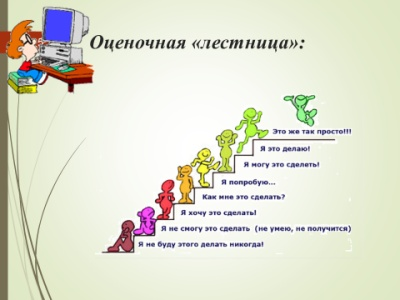 Оценочная «лестница»:
Это же так просто!!!
Я это делаю!
Я могу это сделеть!
Я попробую...
Как мне это сделать?
Я хочу это сделать!
Я не смогу это сделать (не умею, не получится)
Я не буду этого делать никогда!